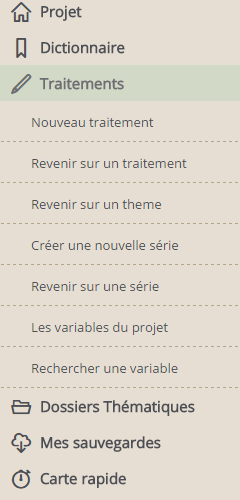 Projet
Dictionnaire
Traitements
Nouveau traitement
Revenir sur un traitement
Revenir sur un theme
Créer une nouvelle série
Revenir sur une série
Les variables du projet
Rechercher une variable
Dossiers Thématiques
Mes sauvegardes
Carte rapide